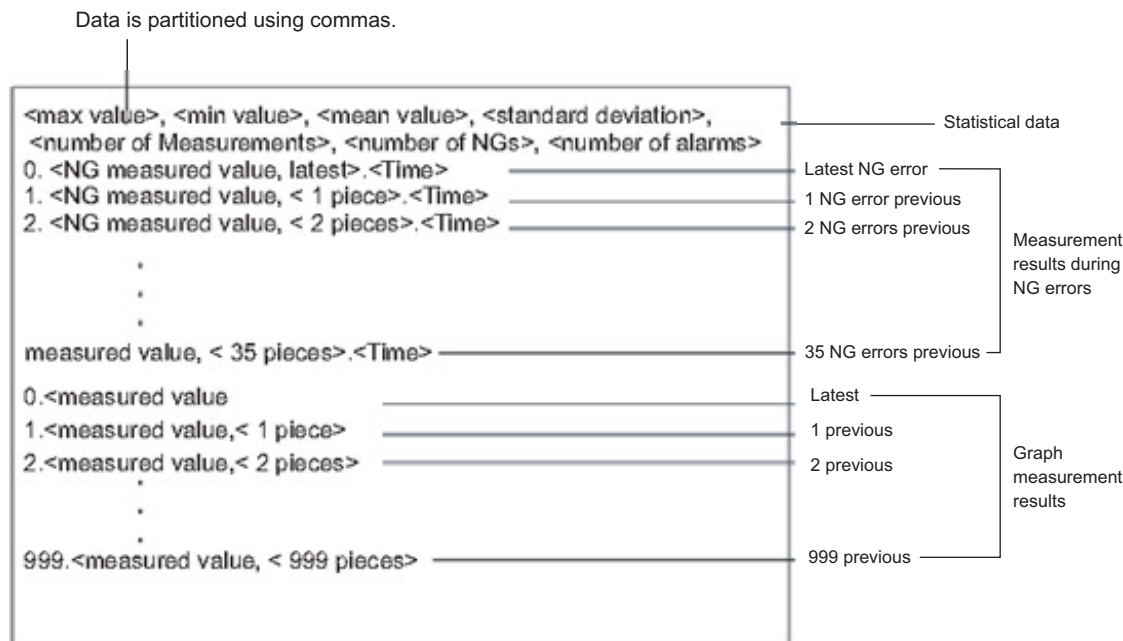 Data is partitioned using commas.
<max value>, <min value>, <mean value>, <standard deviation>,
<number of Measurements>, <number of NGs>, <number of alarms>
Statistical data
0. <NG measured value, latest>.<Time>
Latest NG error
1. <NG measured value, < 1 piece>.<Time>
1 NG error previous
2. <NG measured value, < 2 pieces>.<Time>
2 NG errors previous
Measurement
results during
NG errors
measured value, < 35 pieces>.<Time>
35 NG errors previous
0.<measured value
Latest
1.<measured value,< 1 piece>
1 previous
2.<measured value,< 2 pieces>
2 previous
Graph
measurement
results
999.<measured value, < 999 pieces>
999 previous